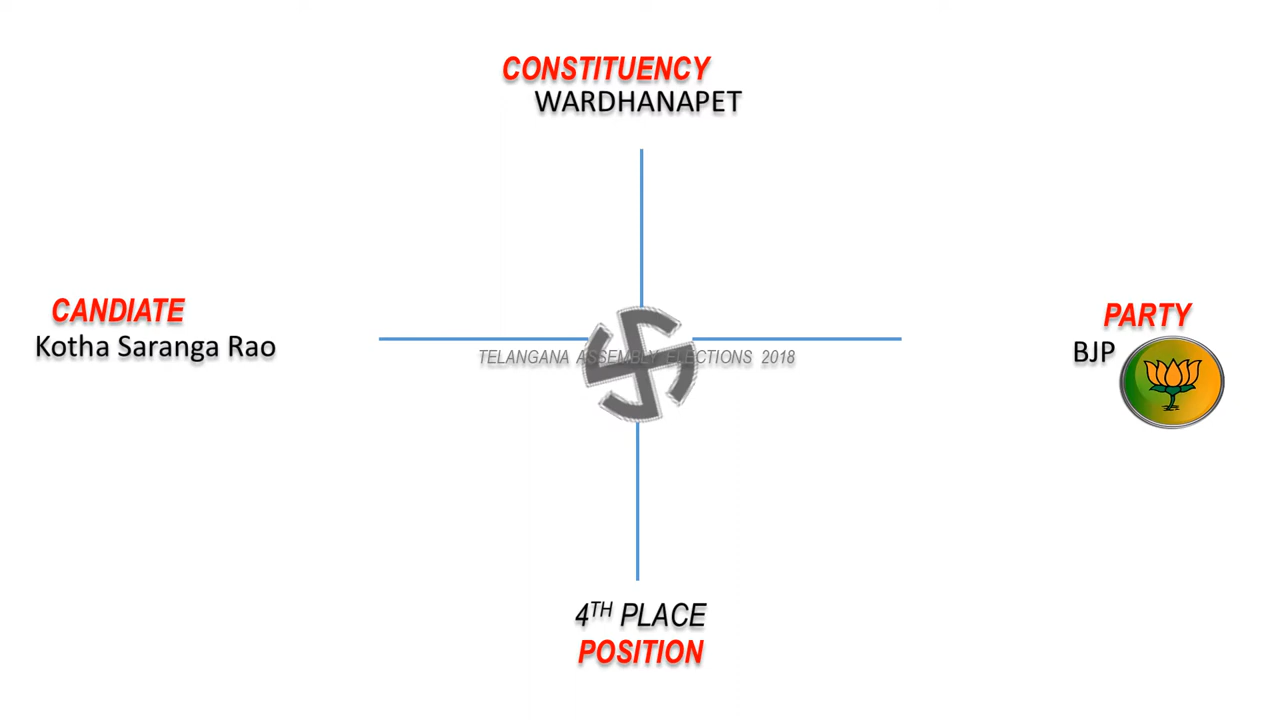 CONSTITUENCY
WARDHANAPET
CANDIATE
Kotha Saranga Rao
TELANGANA ASSEMBLY ELECTIONS 2018
PARTY
BJP
4TH PLACE
POSITION